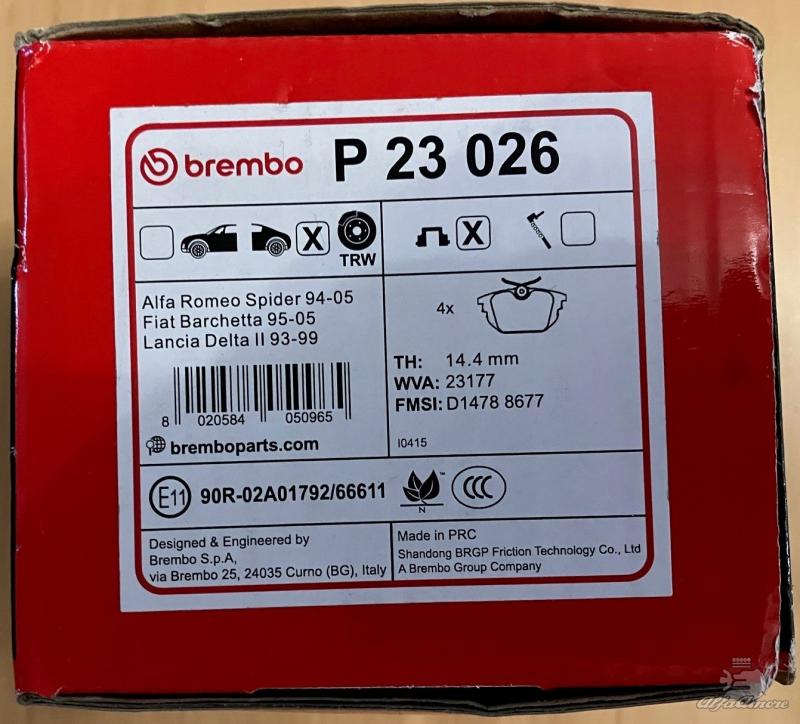 brembo P 23 026
X TRW X
Alfa Romeo Spider 94-05
Fiat Barchetta 95-05
Lancia Delta II 93-99
4x
TH: 14.4 mm
WVA: 23177
FMSI: D1478 8677
8 020584 050965
bremboparts.com
I0415
E11 90R-02A01792/66611 N ™ CCC
Designed & Engineered by
Brembo S.p.A,
via Brembo 25, 24035 Curno (BG), Italy
Made in PRC
Shandong BRGP Friction Technology Co., Ltd
A Brembo Group Company
AlfaAmore